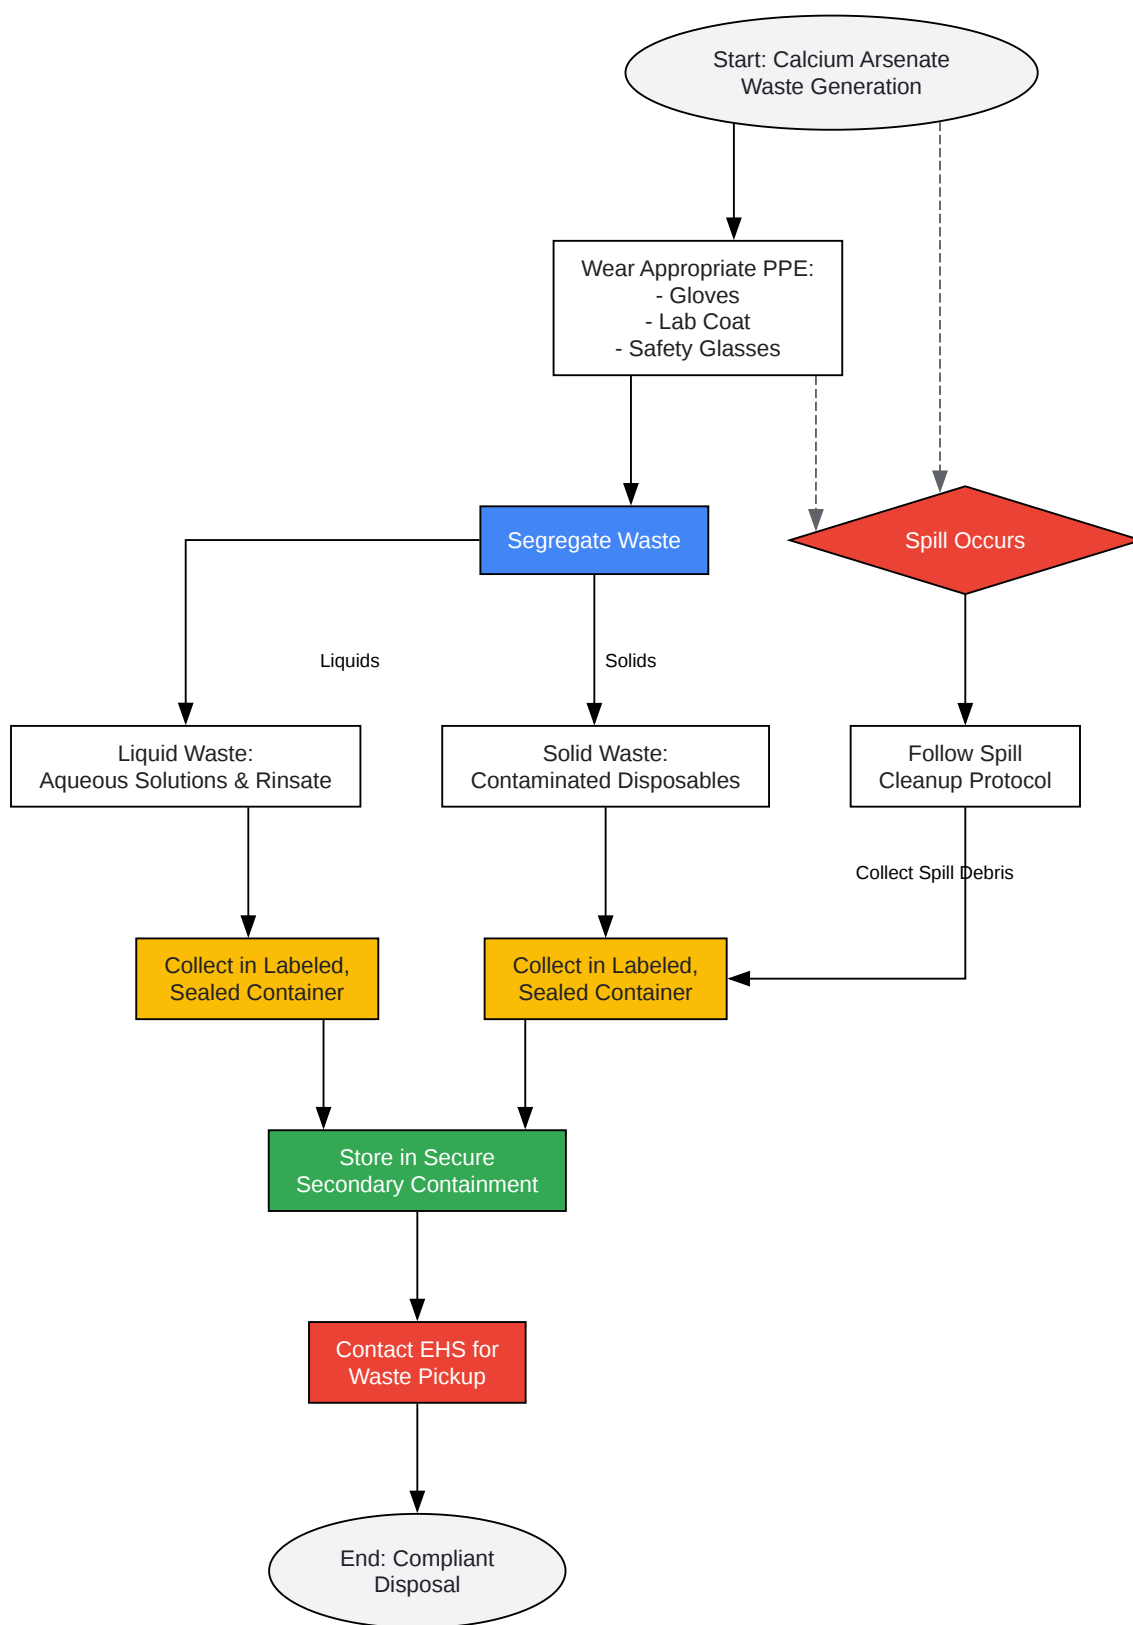 Start: Calcium Arsenate
Waste Generation
Wear Appropriate PPE:
- Gloves
- Lab Coat
- Safety Glasses
Segregate Waste
Spill Occurs
Liquids
Solids
Liquid Waste:
Aqueous Solutions & Rinsate
Solid Waste:
Contaminated Disposables
Follow Spill
Cleanup Protocol
Collect Spill Debris
Collect in Labeled,
Sealed Container
Collect in Labeled,
Sealed Container
Store in Secure
Secondary Containment
Contact EHS for
Waste Pickup
End: Compliant
Disposal